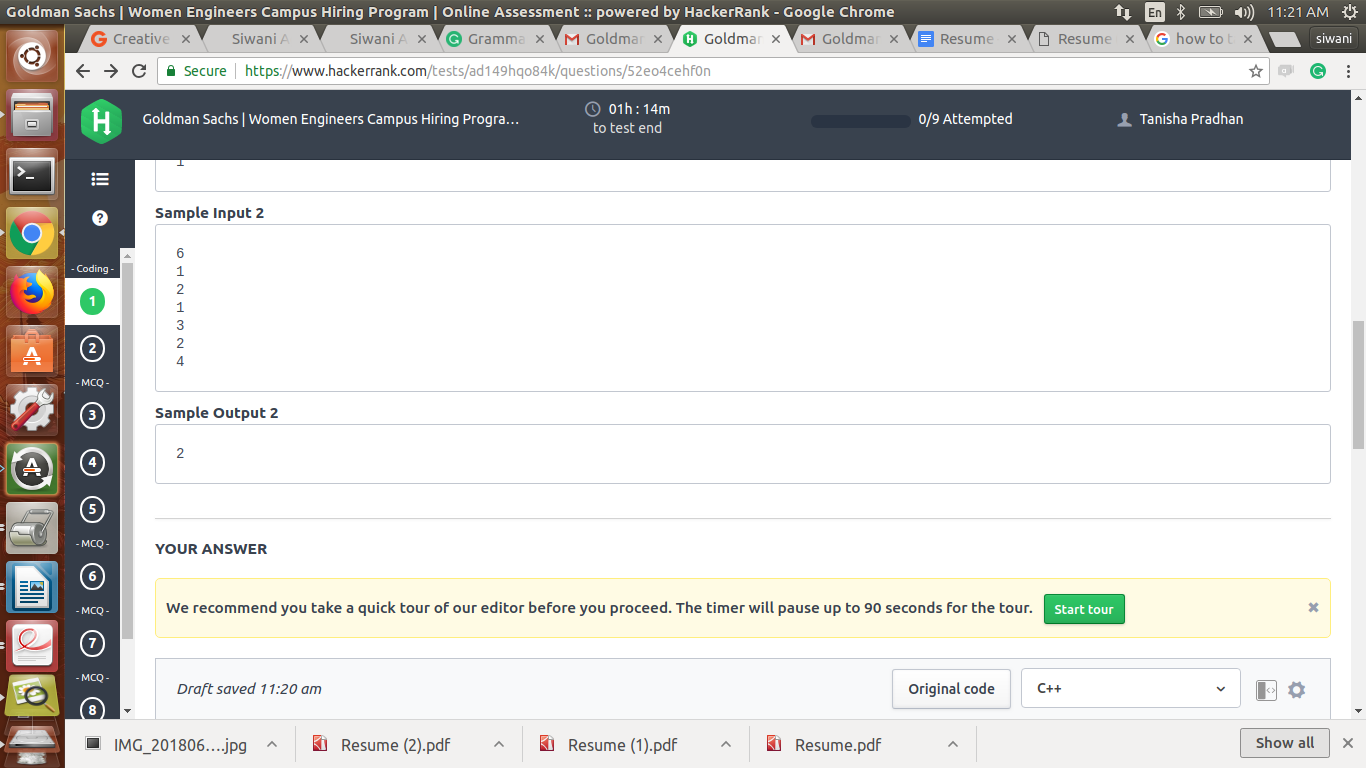 Goldman Sachs | Women Engineers Campus Hiring Program | Online Assessment :: powered by HackerRank - Google Chrome
En
11:21 AM
Creative
Siwani A
Siwani A
Gramma
Goldman
Goldman
Goldman
Resume
Resume
how to t
siwani
Secure
https://www.hackerrank.com/tests/ad149hqo84k/questions/52eo4cehf0n
Goldman Sachs | Women Engineers Campus Hiring Progra...
01h : 14m
to test end
0/9 Attempted
Tanisha Pradhan
- Coding -
1
2
- MCQ -
3
4
5
- MCQ -
6
- MCQ -
7
- MCQ -
8
1
Sample Input 2
6
1
2
1
3
2
4
Sample Output 2
2
YOUR ANSWER
We recommend you take a quick tour of our editor before you proceed. The timer will pause up to 90 seconds for the tour.
Start tour
Draft saved 11:20 am
Original code
C++
IMG_201806....jpg
Resume (2).pdf
Resume (1).pdf
Resume.pdf
Show all